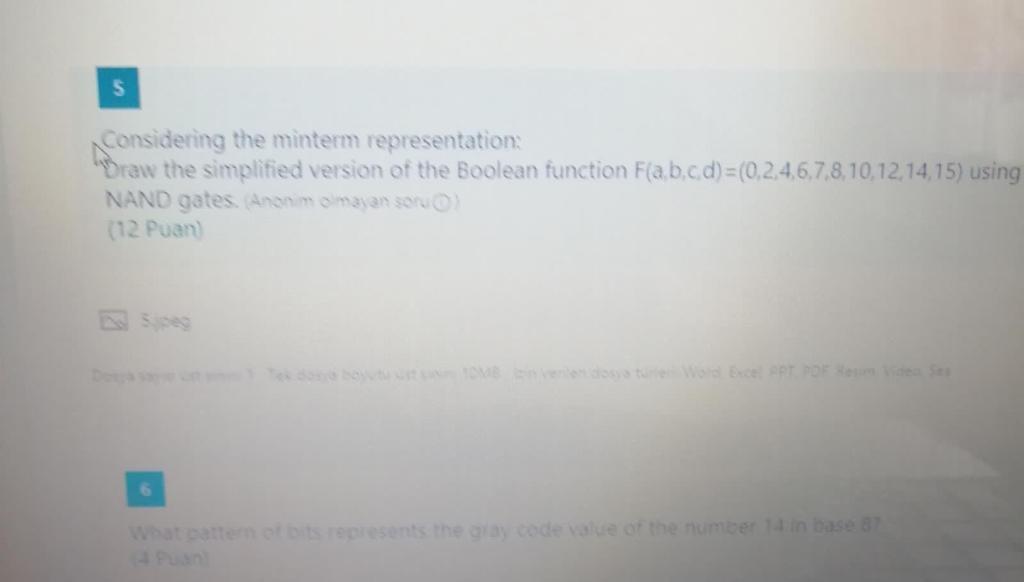 5
Considering the minterm representation:
Draw the simplified version of the Boolean function F(a,b,c,d)=(0,2,4,6,7,8,10,12,14,15) using
NAND gates. (Anonim olmayan soru)
(12 Puan)
5.jpeg
Dosya sayısı üst sınırı: 1 Tek dosya boyutu üst sınırı: 10MB İzin verilen dosya türleri: Word, Excel, PPT, PDF, Resim, Video, Ses
6
What pattern of bits represents the gray code value of the number 14 in base 8?
(4 Puan)